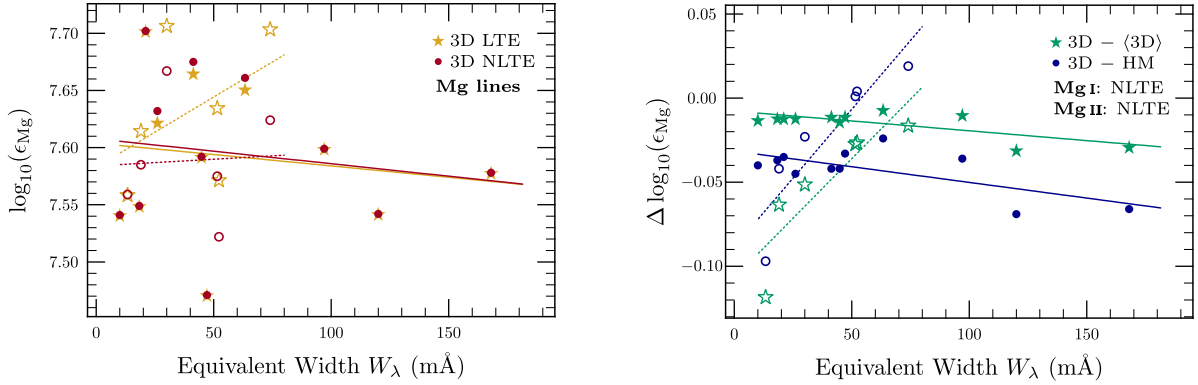 7.70
7.65
7.60
7.55
7.50
log₁₀(ϵMg)
3D LTE
3D NLTE
Mg lines
0
50
100
150
Equivalent Width Wλ (mÅ)
0.05
0.00
−0.05
−0.10
Δ log₁₀(ϵMg)
3D − ⟨3D⟩
3D − HM
Mg I: NLTE
Mg II: NLTE
0
50
100
150
Equivalent Width Wλ (mÅ)